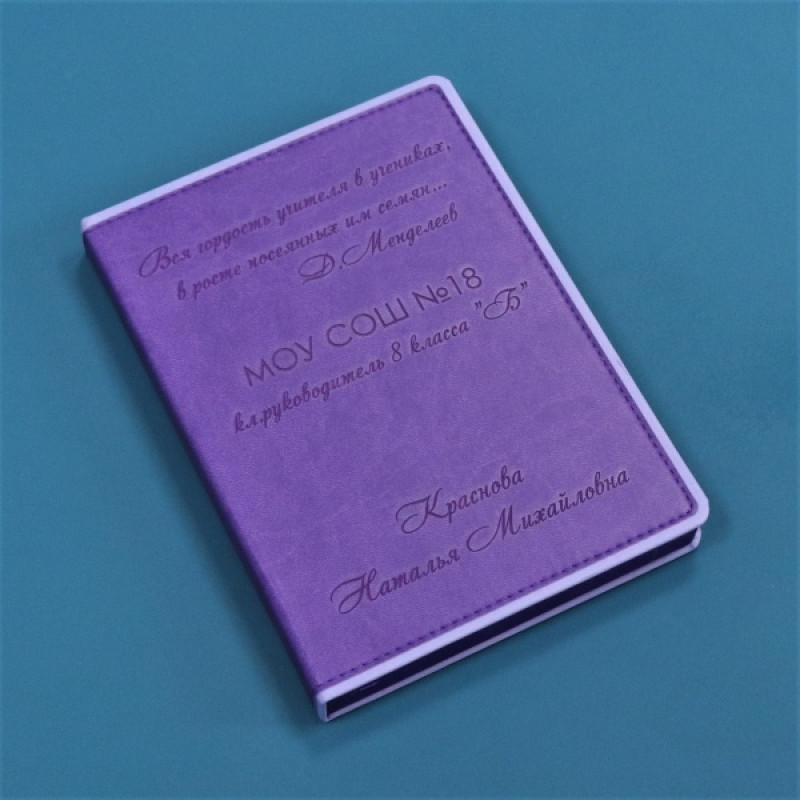 Вся гордость учителя в учениках,
в росте посеянных им семян...
Д.Менделеев
МОУ СОШ №18
кл.руководитель 8 класса "Б"
Краснова
Наталья Михайловна